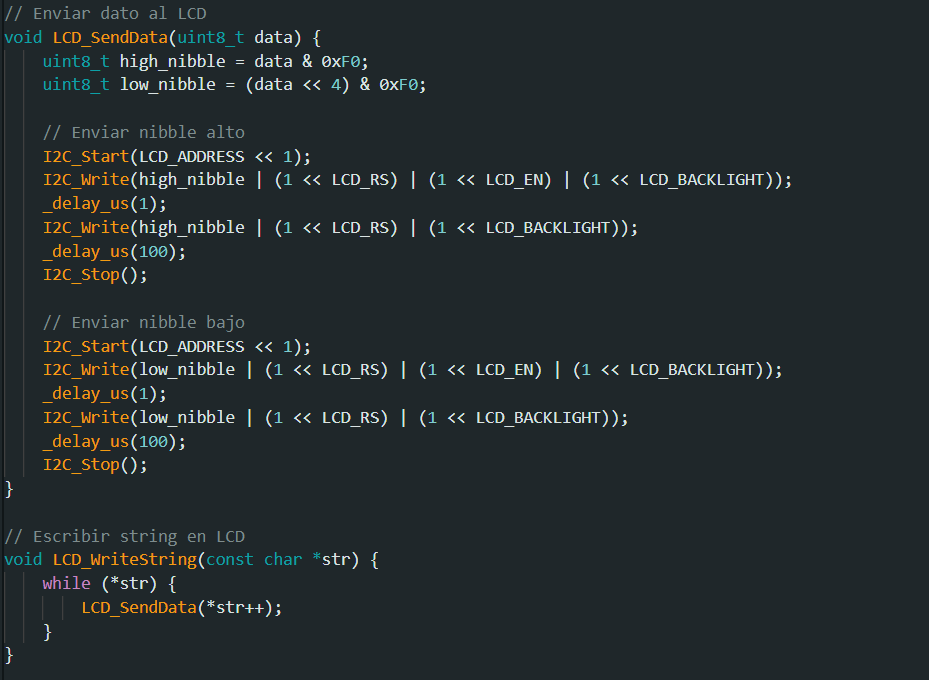 // Enviar dato al LCD
void LCD_SendData(uint8_t data) {
    uint8_t high_nibble = data & 0xF0;
    uint8_t low_nibble = (data << 4) & 0xF0;

    // Enviar nibble alto
    I2C_Start(LCD_ADDRESS << 1);
    I2C_Write(high_nibble | (1 << LCD_RS) | (1 << LCD_EN) | (1 << LCD_BACKLIGHT));
    _delay_us(1);
    I2C_Write(high_nibble | (1 << LCD_RS) | (1 << LCD_BACKLIGHT));
    _delay_us(100);
    I2C_Stop();

    // Enviar nibble bajo
    I2C_Start(LCD_ADDRESS << 1);
    I2C_Write(low_nibble | (1 << LCD_RS) | (1 << LCD_EN) | (1 << LCD_BACKLIGHT));
    _delay_us(1);
    I2C_Write(low_nibble | (1 << LCD_RS) | (1 << LCD_BACKLIGHT));
    _delay_us(100);
    I2C_Stop();
}

// Escribir string en LCD
void LCD_WriteString(const char *str) {
    while (*str) {
        LCD_SendData(*str++);
    }
}